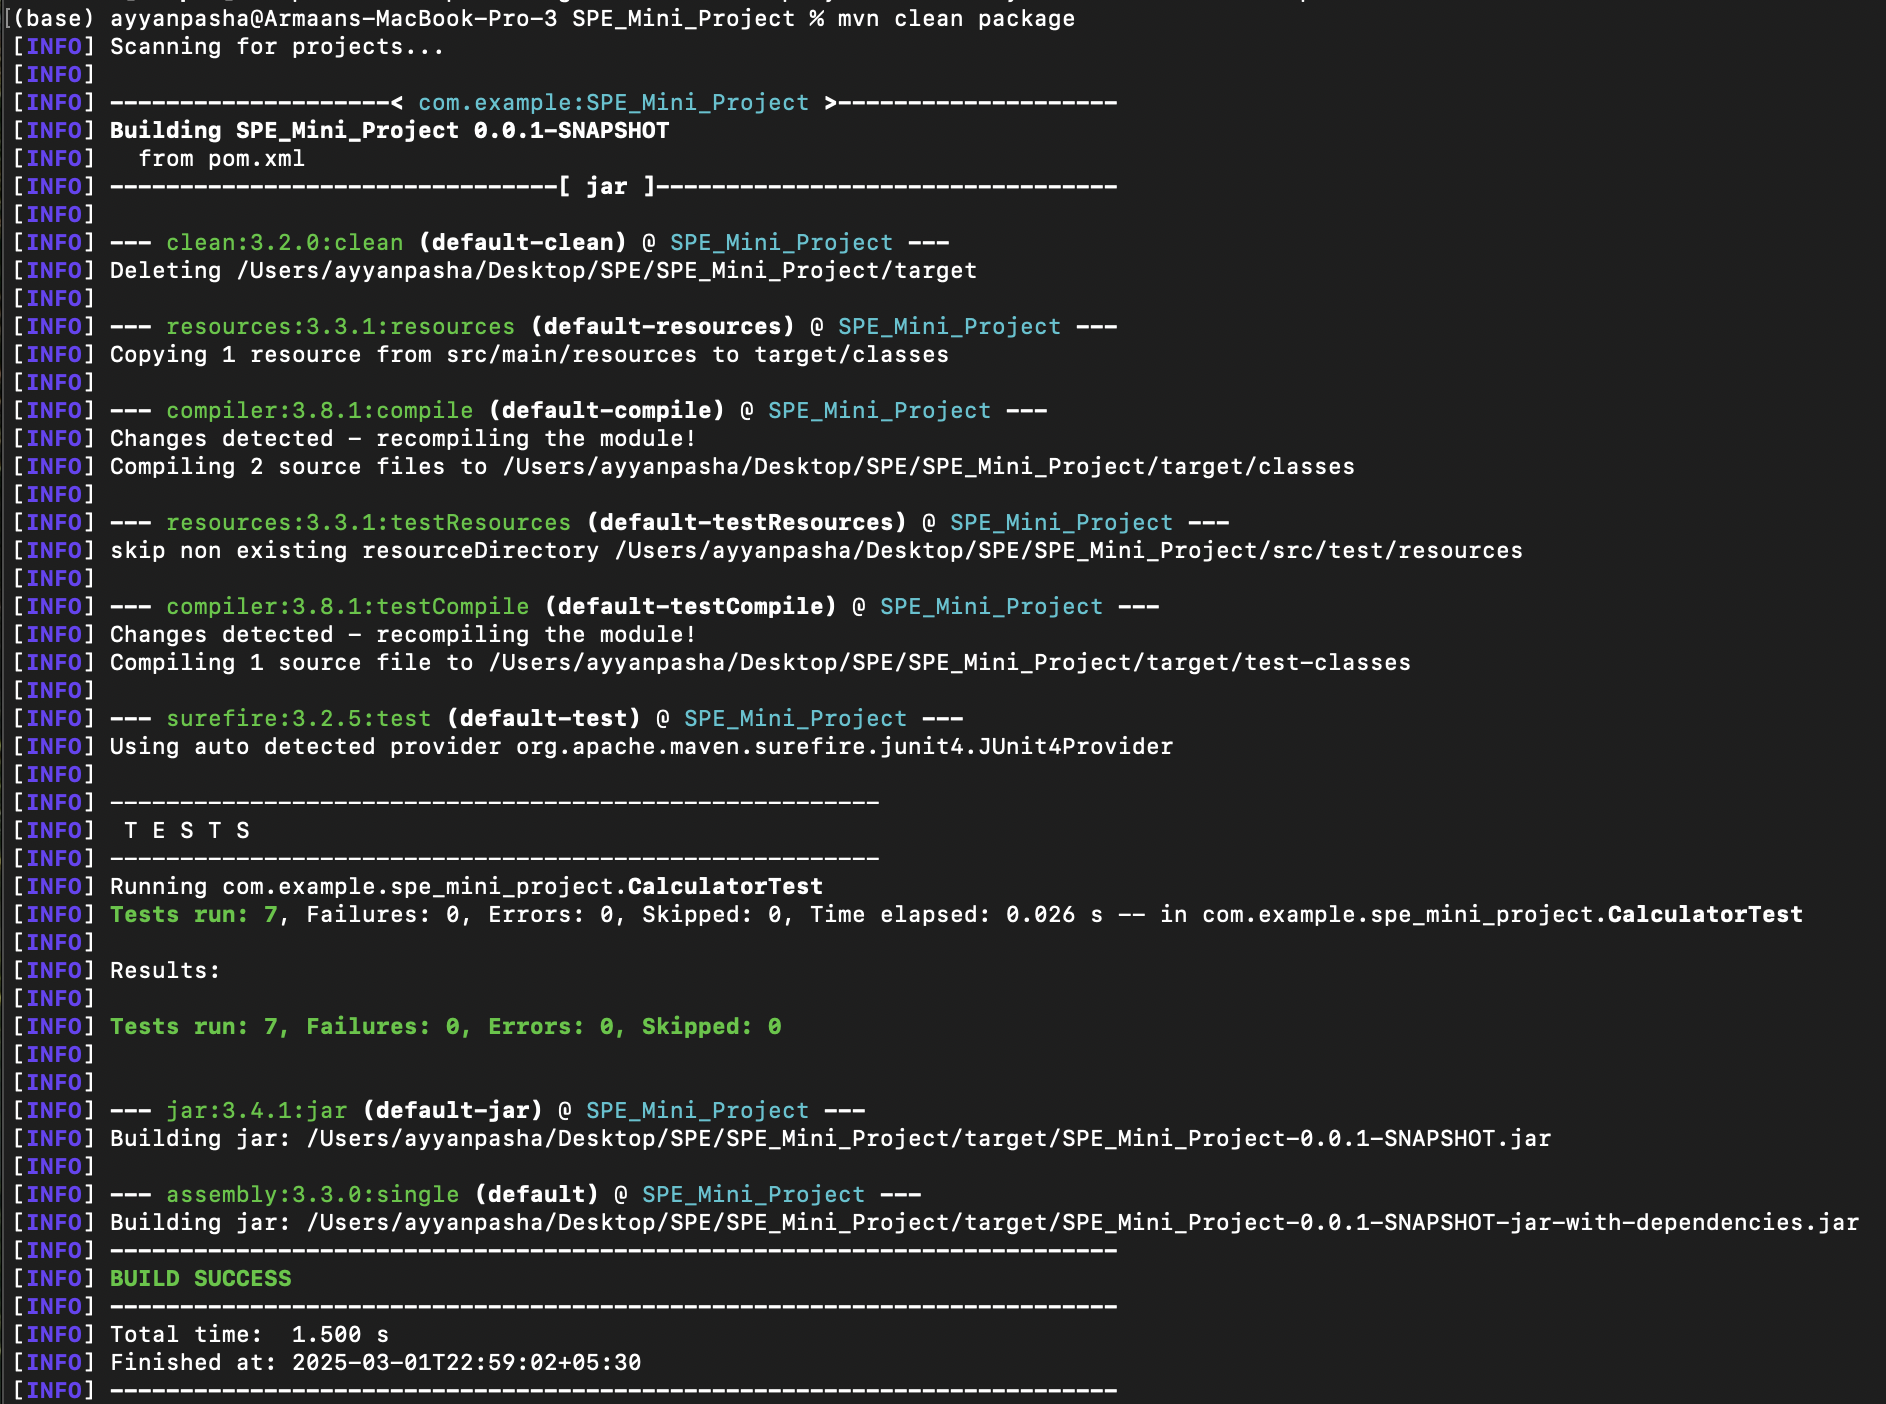 [(base) ayyanpasha@Armaans-MacBook-Pro-3 SPE_Mini_Project % mvn clean package
[INFO] Scanning for projects...
[INFO]
[INFO] --------------------< com.example:SPE_Mini_Project >--------------------
[INFO] Building SPE_Mini_Project 0.0.1-SNAPSHOT
[INFO]   from pom.xml
[INFO] --------------------------------[ jar ]---------------------------------
[INFO]
[INFO] --- clean:3.2.0:clean (default-clean) @ SPE_Mini_Project ---
[INFO] Deleting /Users/ayyanpasha/Desktop/SPE/SPE_Mini_Project/target
[INFO]
[INFO] --- resources:3.3.1:resources (default-resources) @ SPE_Mini_Project ---
[INFO] Copying 1 resource from src/main/resources to target/classes
[INFO]
[INFO] --- compiler:3.8.1:compile (default-compile) @ SPE_Mini_Project ---
[INFO] Changes detected - recompiling the module!
[INFO] Compiling 2 source files to /Users/ayyanpasha/Desktop/SPE/SPE_Mini_Project/target/classes
[INFO]
[INFO] --- resources:3.3.1:testResources (default-testResources) @ SPE_Mini_Project ---
[INFO] skip non existing resourceDirectory /Users/ayyanpasha/Desktop/SPE/SPE_Mini_Project/src/test/resources
[INFO]
[INFO] --- compiler:3.8.1:testCompile (default-testCompile) @ SPE_Mini_Project ---
[INFO] Changes detected - recompiling the module!
[INFO] Compiling 1 source file to /Users/ayyanpasha/Desktop/SPE/SPE_Mini_Project/target/test-classes
[INFO]
[INFO] --- surefire:3.2.5:test (default-test) @ SPE_Mini_Project ---
[INFO] Using auto detected provider org.apache.maven.surefire.junit4.JUnit4Provider
[INFO]
[INFO] -------------------------------------------------------
[INFO]  T E S T S
[INFO] -------------------------------------------------------
[INFO] Running com.example.spe_mini_project.CalculatorTest
[INFO] Tests run: 7, Failures: 0, Errors: 0, Skipped: 0, Time elapsed: 0.026 s -- in com.example.spe_mini_project.CalculatorTest
[INFO]
[INFO] Results:
[INFO]
[INFO] Tests run: 7, Failures: 0, Errors: 0, Skipped: 0
[INFO]
[INFO]
[INFO] --- jar:3.4.1:jar (default-jar) @ SPE_Mini_Project ---
[INFO] Building jar: /Users/ayyanpasha/Desktop/SPE/SPE_Mini_Project/target/SPE_Mini_Project-0.0.1-SNAPSHOT.jar
[INFO]
[INFO] --- assembly:3.3.0:single (default) @ SPE_Mini_Project ---
[INFO] Building jar: /Users/ayyanpasha/Desktop/SPE/SPE_Mini_Project/target/SPE_Mini_Project-0.0.1-SNAPSHOT-jar-with-dependencies.jar
[INFO] ------------------------------------------------------------------------
[INFO] BUILD SUCCESS
[INFO] ------------------------------------------------------------------------
[INFO] Total time:  1.500 s
[INFO] Finished at: 2025-03-01T22:59:02+05:30
[INFO] ------------------------------------------------------------------------